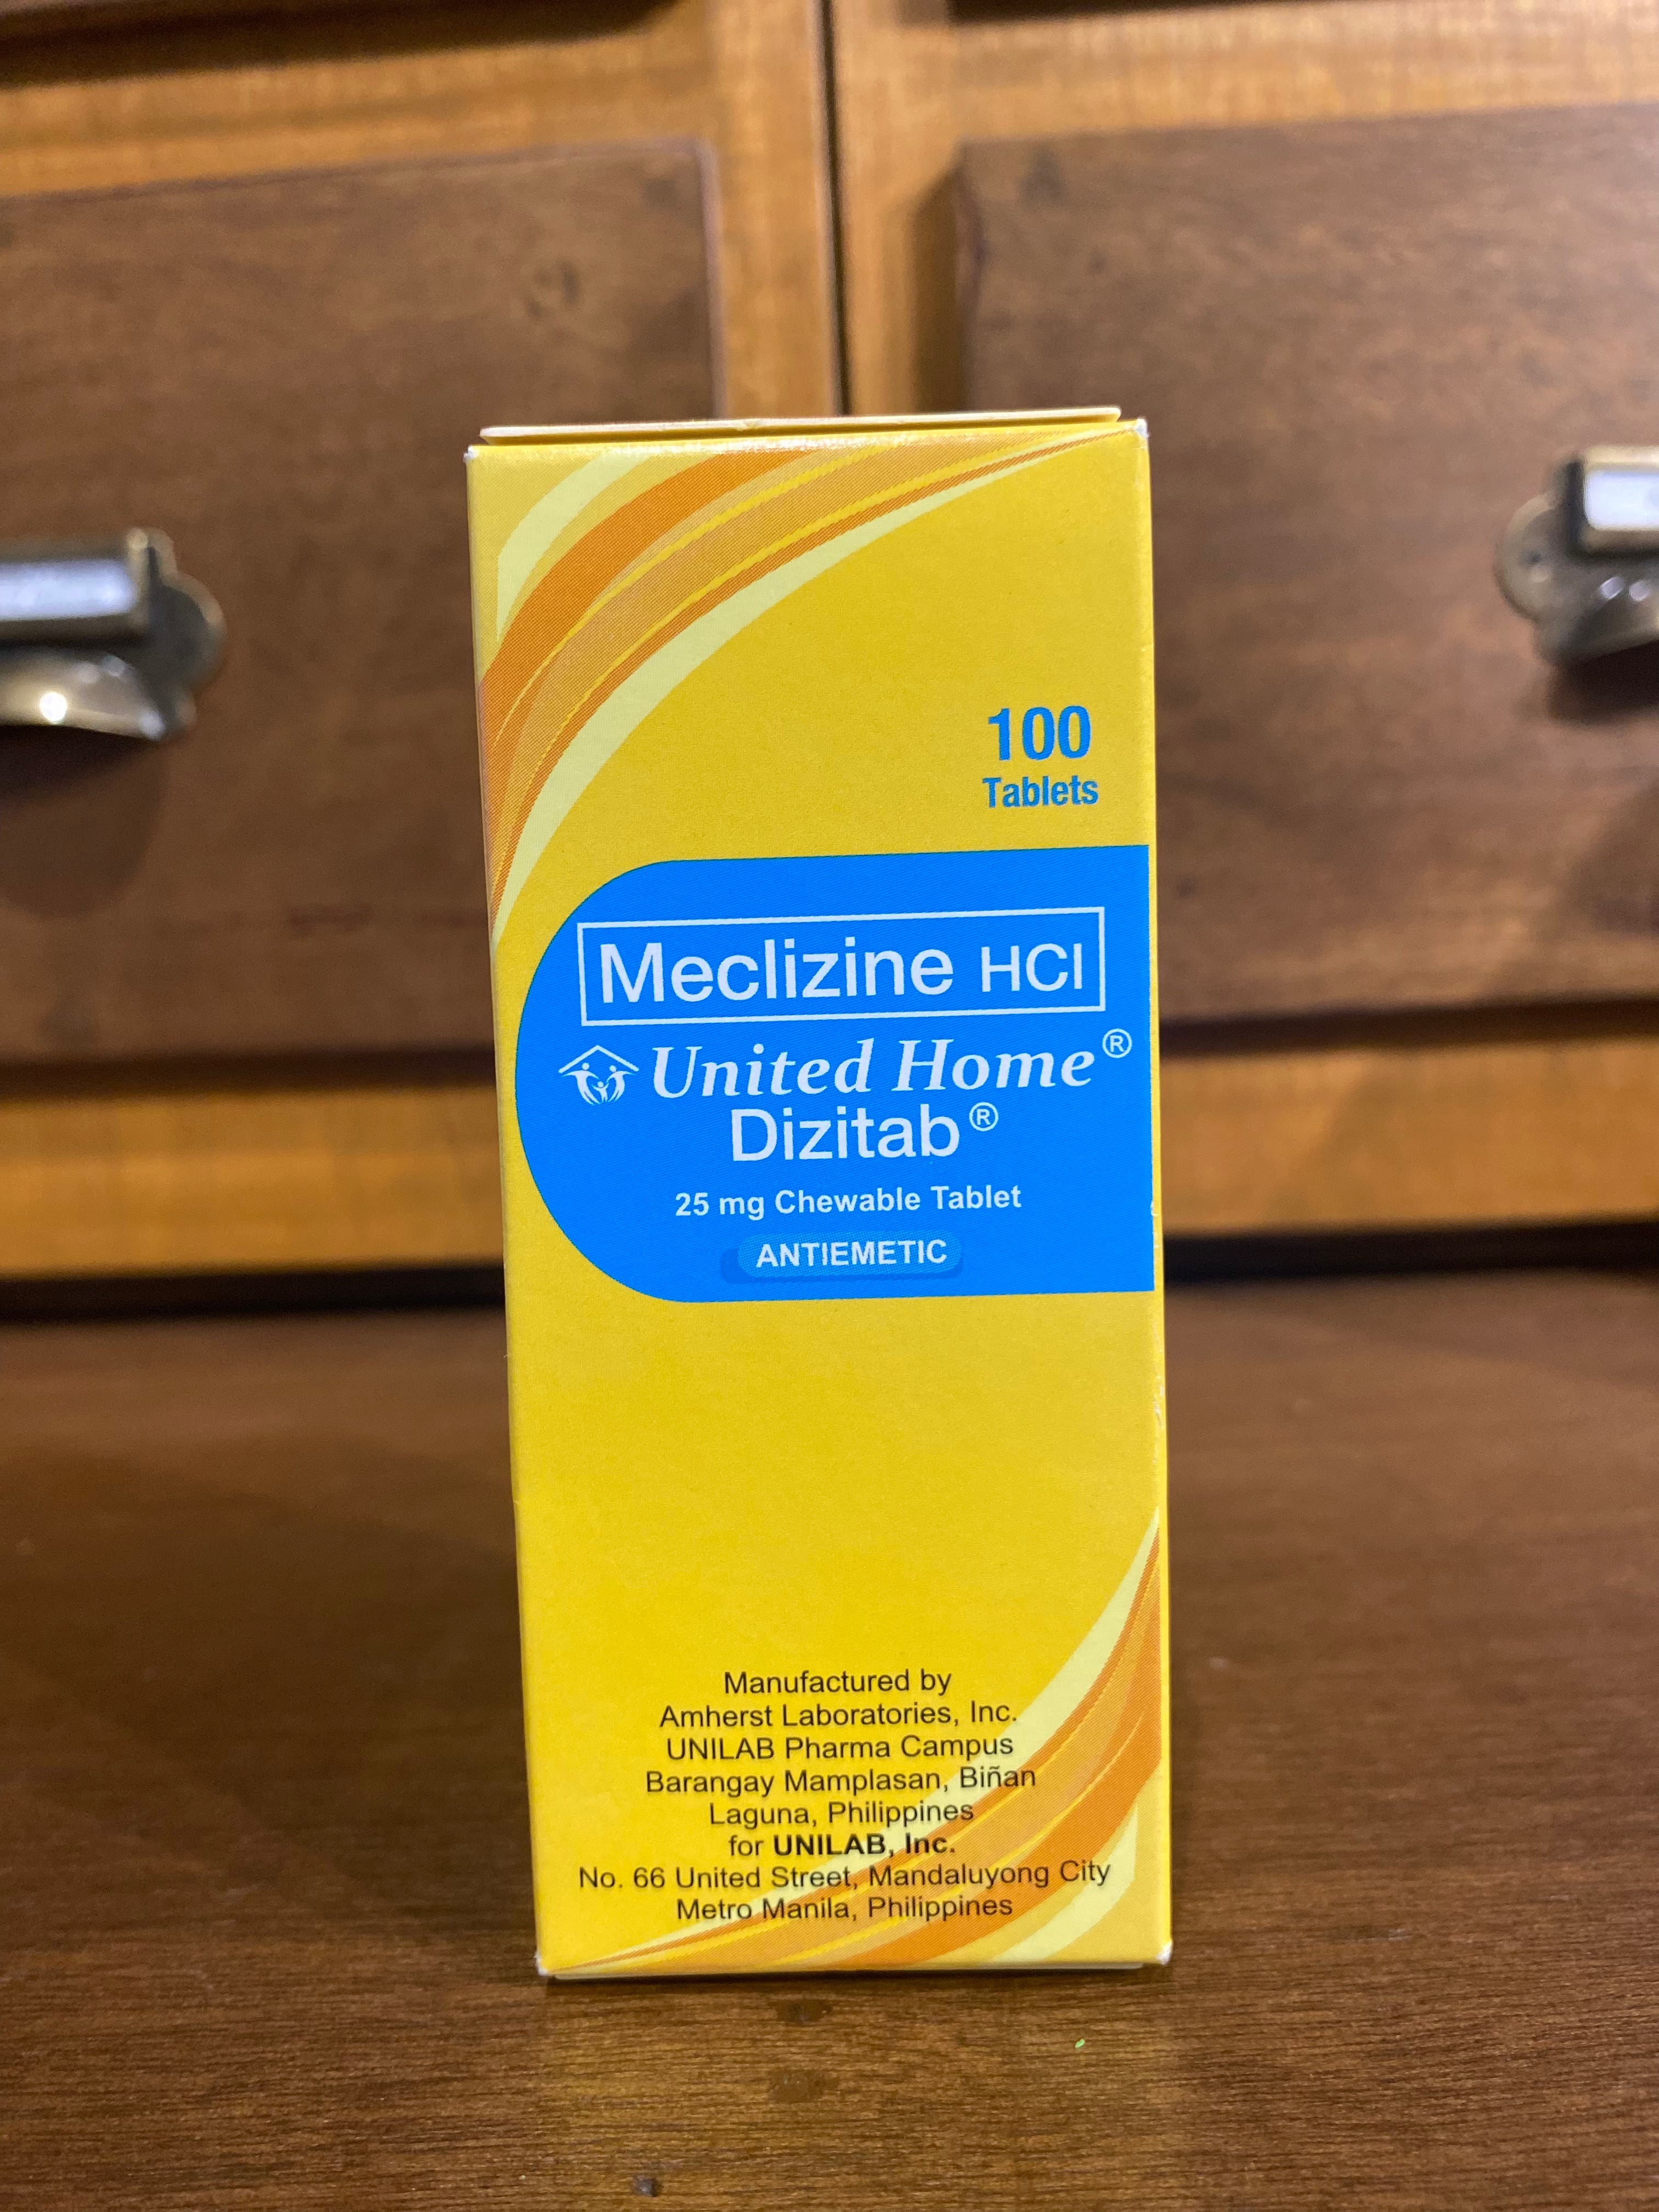 100
Tablets
Meclizine HCl
United Home®
Dizitab®
25 mg Chewable Tablet
ANTIEMETIC
Manufactured by
Amherst Laboratories, Inc.
UNILAB Pharma Campus
Barangay Mamplasan, Biñan
Laguna, Philippines
for UNILAB, Inc.
No. 66 United Street, Mandaluyong City
Metro Manila, Philippines